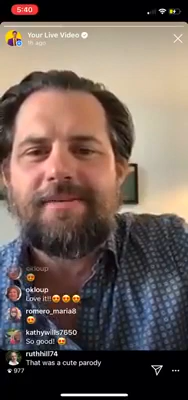 5:40
Your Live Video
1h ago
okloup
okloup
Love it!!😍😍😍
romero_maria8
😍
kathywills7650
So good! 😍
ruthhill74
That was a cute parody
977